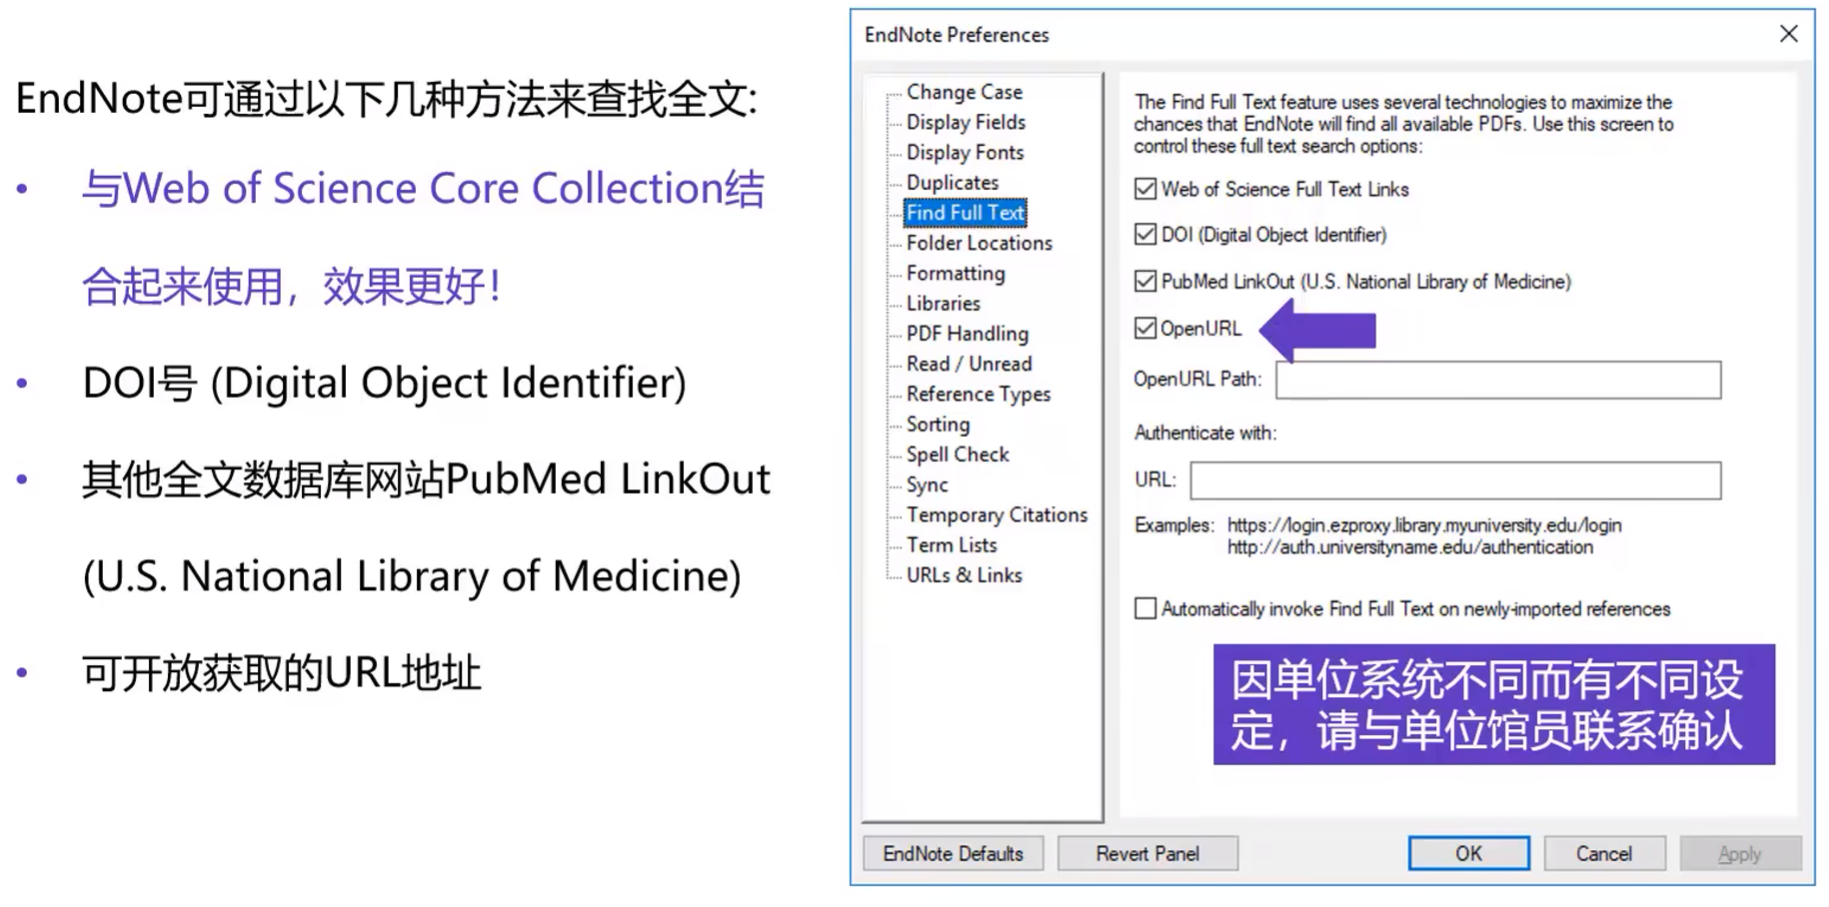 EndNote可通过以下几种方法来查找全文:
• 与Web of Science Core Collection结
合起来使用，效果更好！
• DOI号 (Digital Object Identifier)
• 其他全文数据库网站PubMed LinkOut
(U.S. National Library of Medicine)
• 可开放获取的URL地址
EndNote Preferences
Change Case
Display Fields
Display Fonts
Duplicates
Find Full Text
Folder Locations
Formatting
Libraries
PDF Handling
Read / Unread
Reference Types
Sorting
Spell Check
Sync
Temporary Citations
Term Lists
URLs & Links
The Find Full Text feature uses several technologies to maximize the
chances that EndNote will find all available PDFs. Use this screen to
control these full text search options:
Web of Science Full Text Links
DOI (Digital Object Identifier)
PubMed LinkOut (U.S. National Library of Medicine)
OpenURL
OpenURL Path:
Authenticate with:
URL:
Examples: https://login.ezproxy.library.myuniversity.edu/login
http://auth.universityname.edu/authentication
Automatically invoke Find Full Text on newly-imported references
因单位系统不同而有不同设
定，请与单位馆员联系确认
EndNote Defaults
Revert Panel
OK
Cancel
Apply